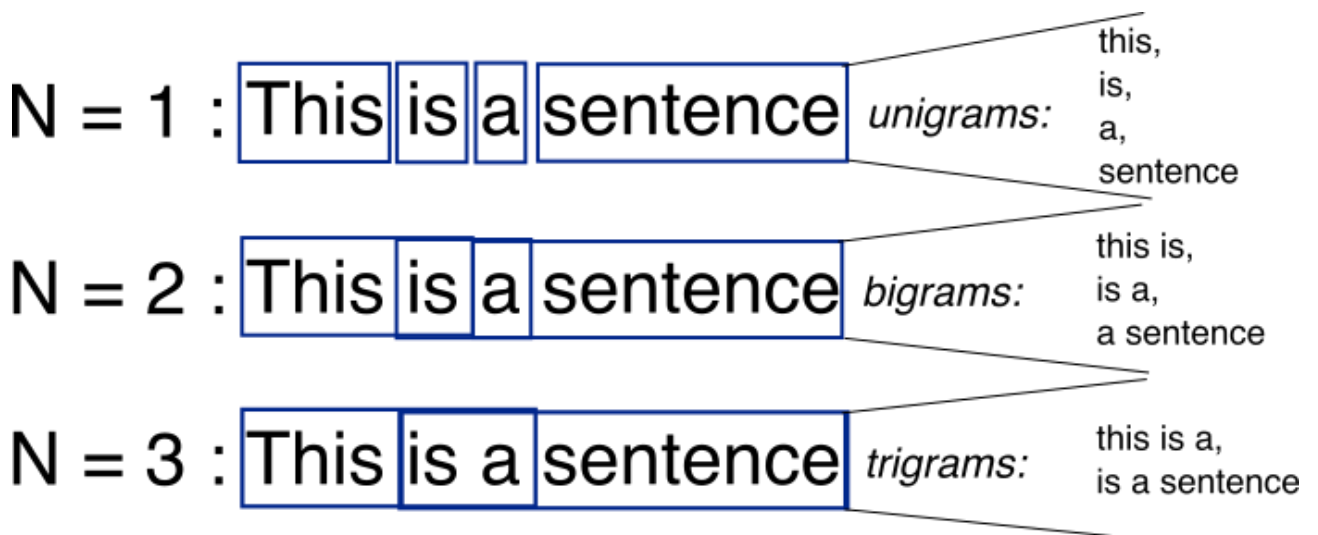 this,
is,
N = 1 : This is a sentence unigrams:
a,
sentence
this is,
N = 2 : This is a sentence bigrams:
is a,
a sentence
this is a,
N = 3 : This is a sentence trigrams:
is a sentence